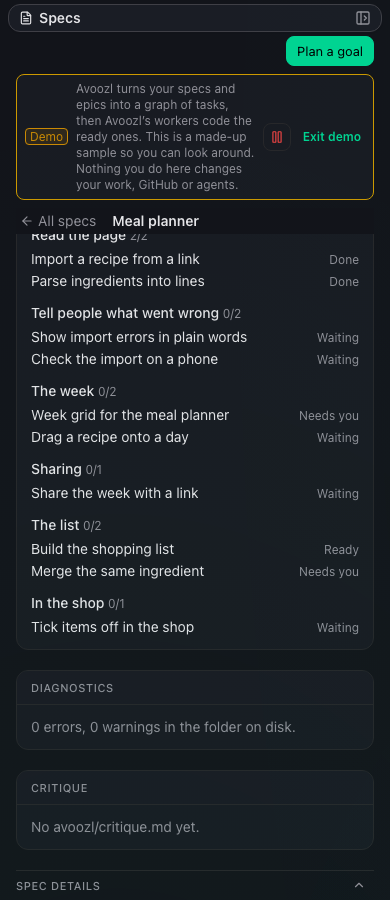 Specs
Plan a goal
Demo
Avoozl turns your specs and
epics into a graph of tasks,
then Avoozl's workers code the
ready ones. This is a made-up
sample so you can look around.
Nothing you do here changes
your work, GitHub or agents.
Exit demo
← All specs Meal planner
Read the page 2/2
Import a recipe from a link Done
Parse ingredients into lines Done
Tell people what went wrong 0/2
Show import errors in plain words Waiting
Check the import on a phone Waiting
The week 0/2
Week grid for the meal planner Needs you
Drag a recipe onto a day Waiting
Sharing 0/1
Share the week with a link Waiting
The list 0/2
Build the shopping list Ready
Merge the same ingredient Needs you
In the shop 0/1
Tick items off in the shop Waiting
DIAGNOSTICS
0 errors, 0 warnings in the folder on disk.
CRITIQUE
No avoozl/critique.md yet.
SPEC DETAILS